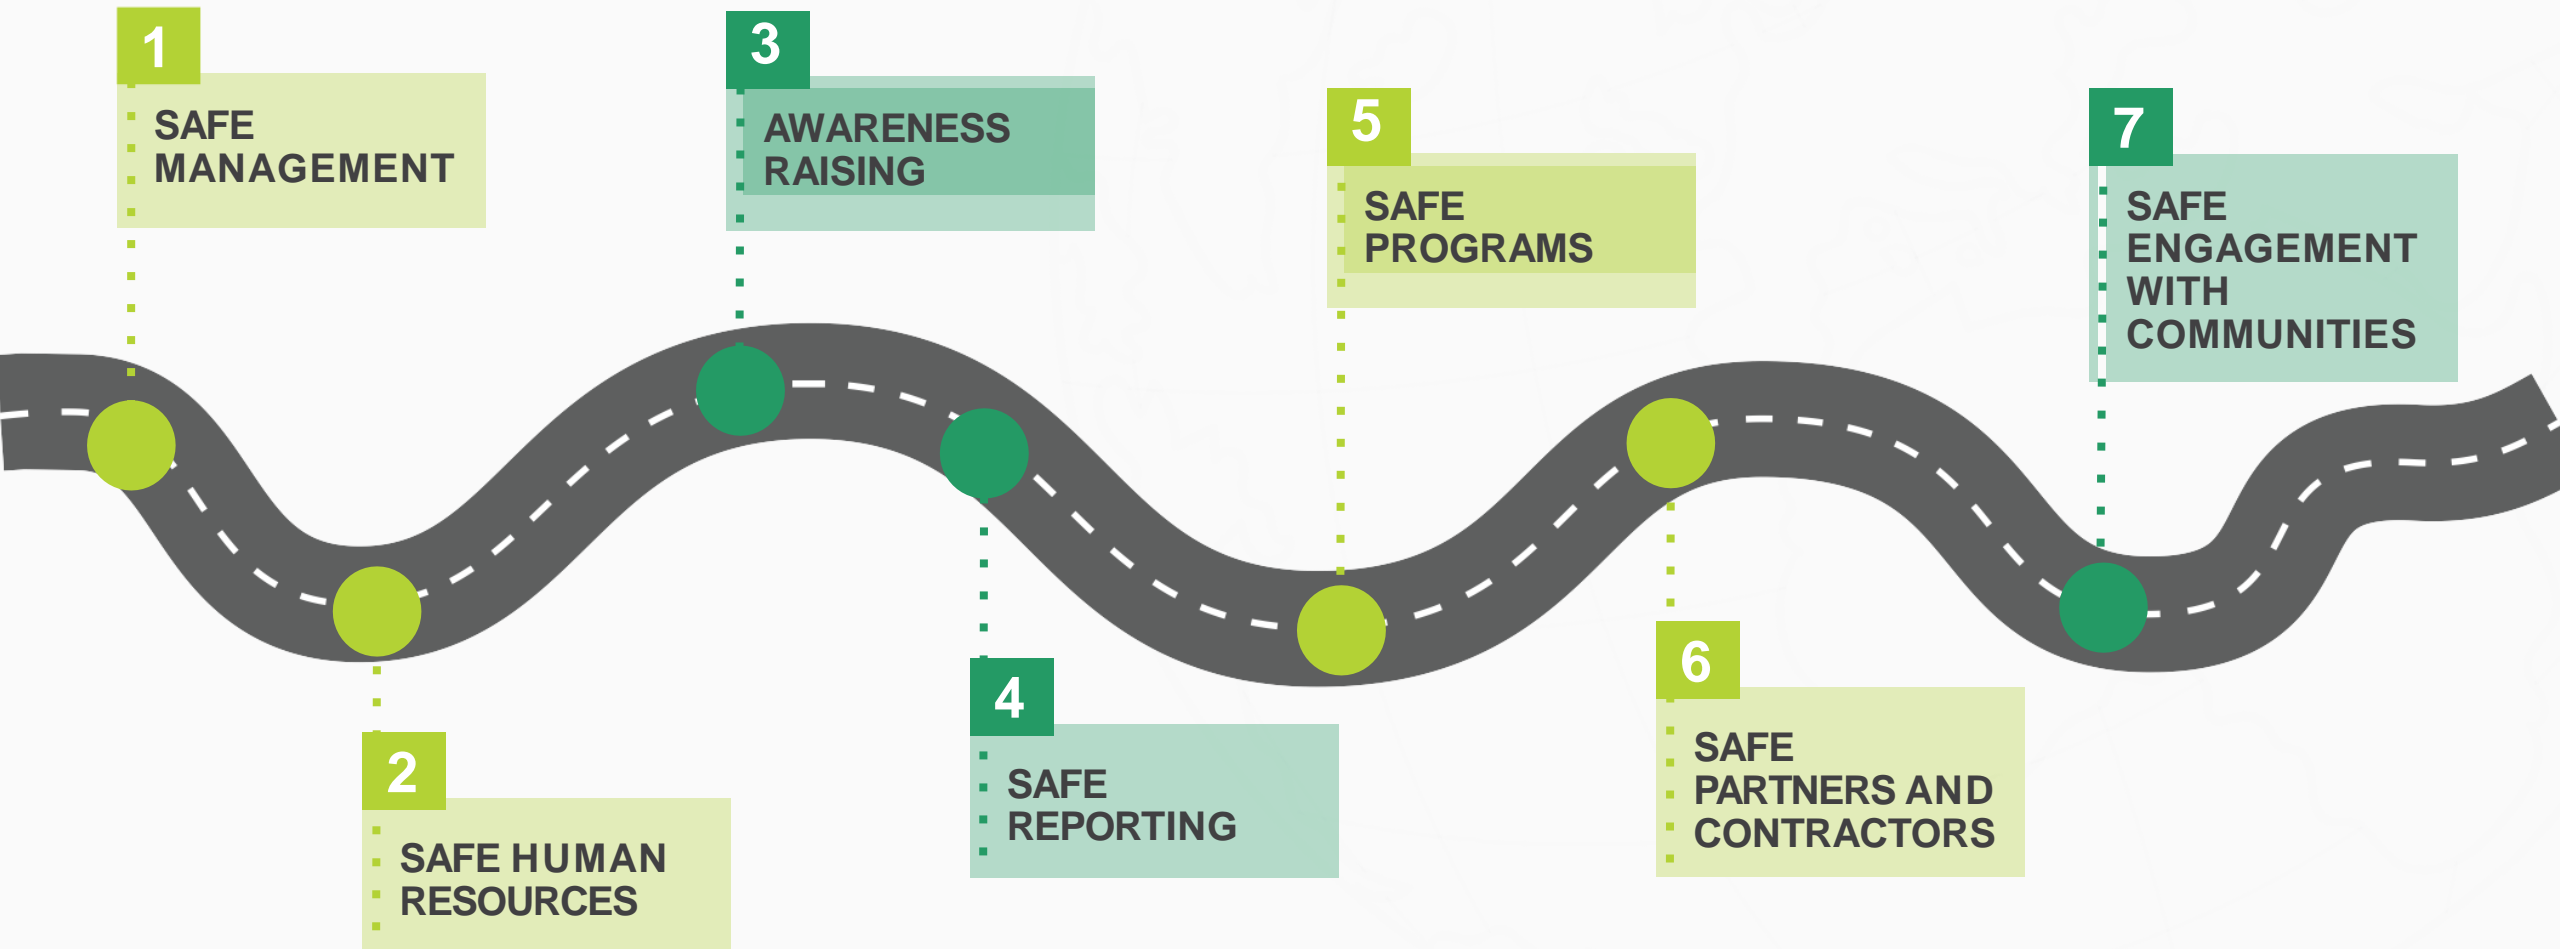 1
SAFE
MANAGEMENT
2
SAFE HUMAN
RESOURCES
3
AWARENESS
RAISING
4
SAFE
REPORTING
5
SAFE
PROGRAMS
6
SAFE
PARTNERS AND
CONTRACTORS
7
SAFE
ENGAGEMENT
WITH
COMMUNITIES